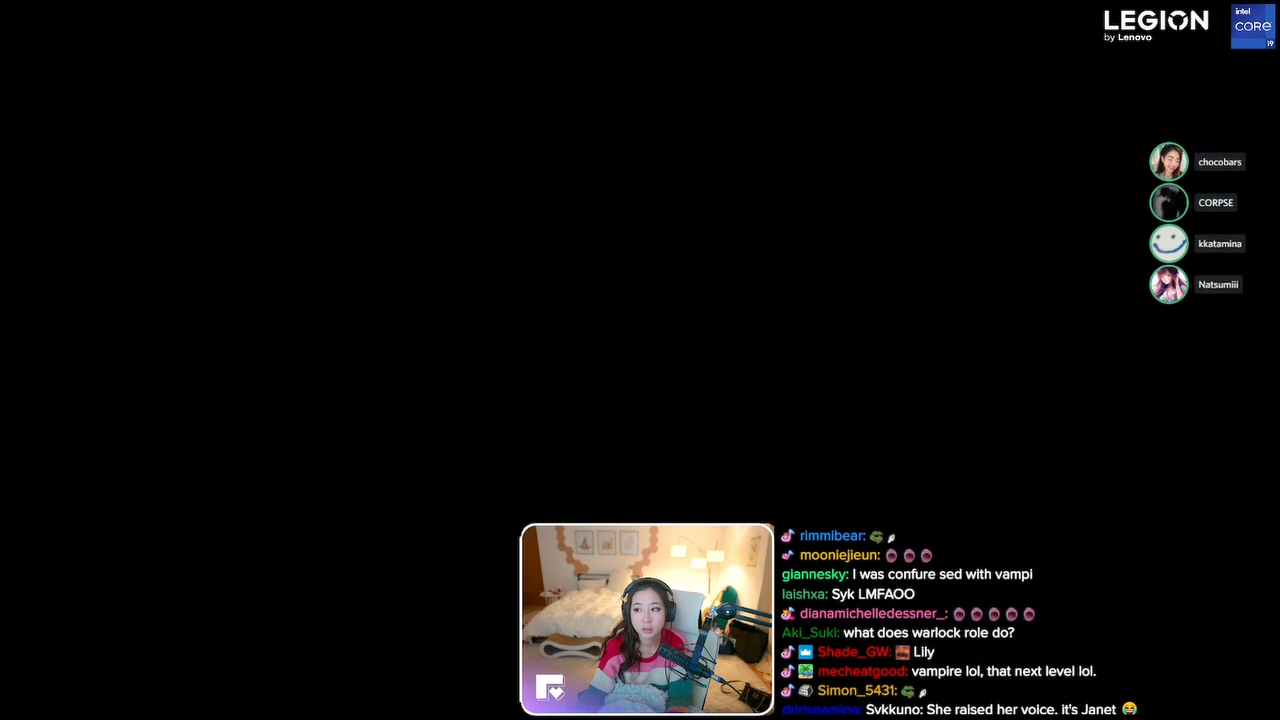 LEGION
by Lenovo
intel
CORE
i9
chocobars
CORPSE
kkatamina
Natsumiii
rimmibear:
mooniejieun:
giannesky: I was confure sed with vampi
laishxa: Syk LMFAOO
dianamichelledessner_:
Aki_Suki: what does warlock role do?
Shade_GW: Lily
mecheatgood: vampire lol, that next level lol.
Simon_5431:
Svkkuno: She raised her voice. it's Janet 😂